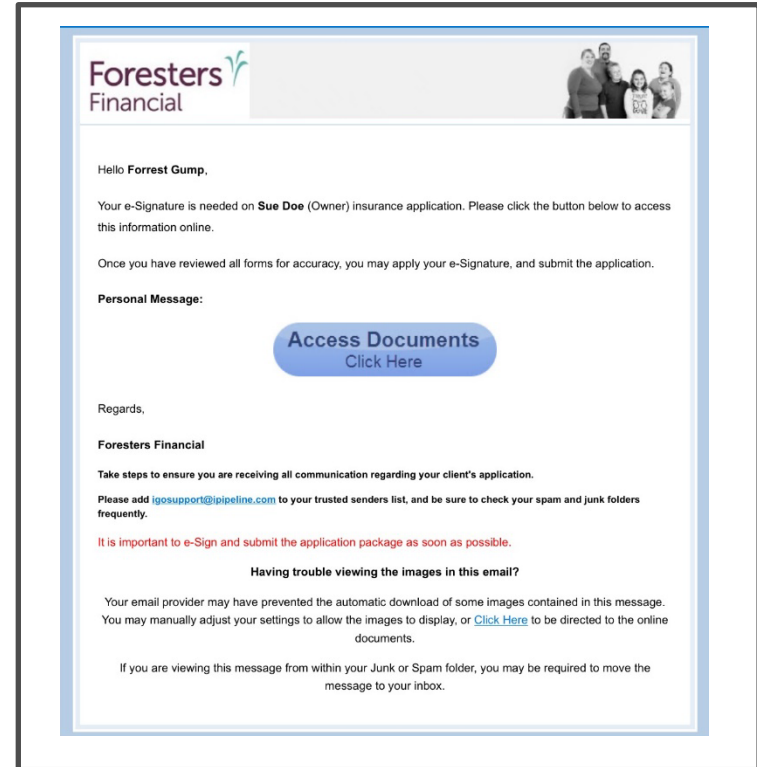 Foresters
Financial
Hello Forrest Gump,
Your e-Signature is needed on Sue Doe (Owner) insurance application. Please click the button below to access
this information online.
Once you have reviewed all forms for accuracy, you may apply your e-Signature, and submit the application.
Personal Message:
Access Documents
Click Here
Regards,
Foresters Financial
Take steps to ensure you are receiving all communication regarding your client's application.
Please add igosupport@ipipeline.com to your trusted senders list, and be sure to check your spam and junk folders
frequently.
It is important to e-Sign and submit the application package as soon as possible.
Having trouble viewing the images in this email?
Your email provider may have prevented the automatic download of some images contained in this message.
You may manually adjust your settings to allow the images to display, or Click Here to be directed to the online
documents.
If you are viewing this message from within your Junk or Spam folder, you may be required to move the
message to your inbox.